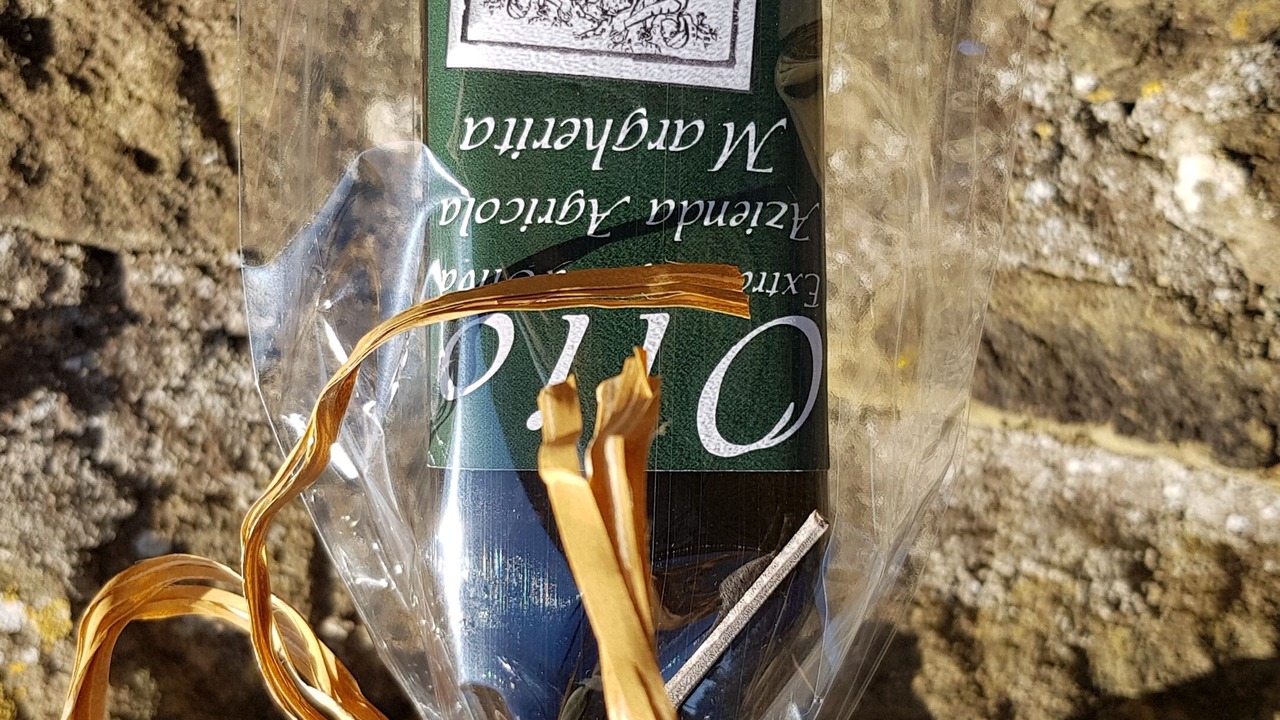 Olio
Extra
Azienda Agricola
Margherita